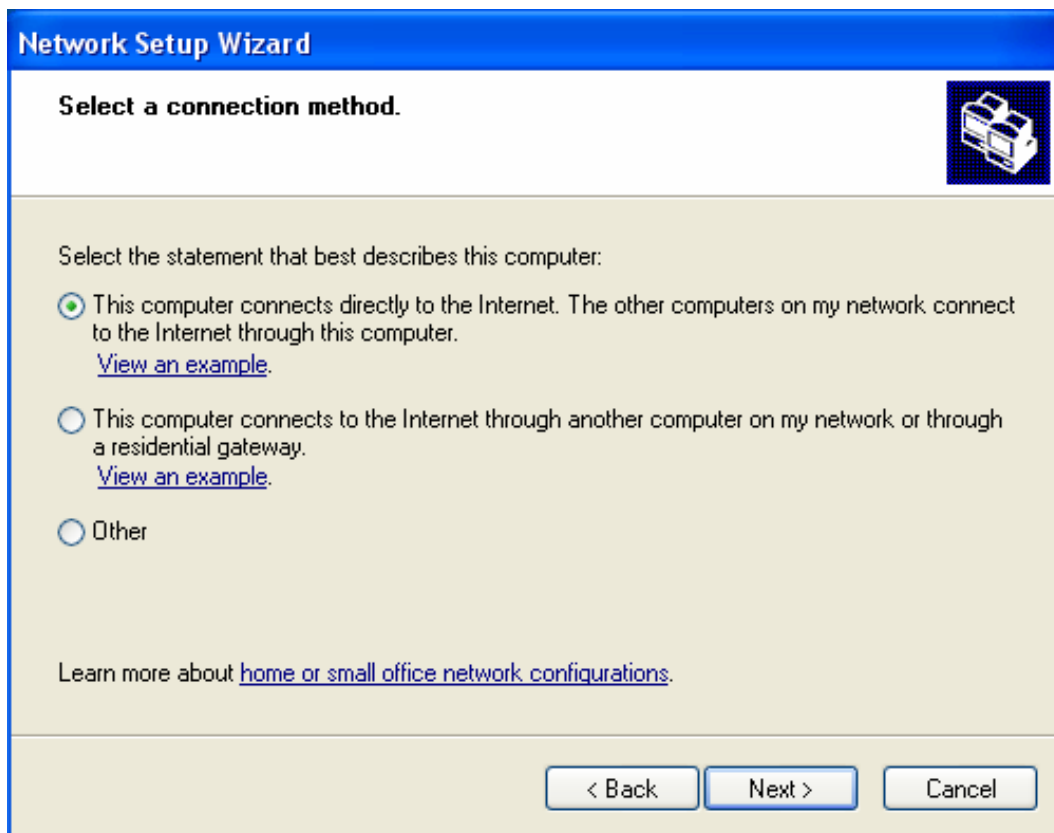 Network Setup Wizard
Select a connection method.
Select the statement that best describes this computer:
This computer connects directly to the Internet. The other computers on my network connect
to the Internet through this computer.
View an example.
This computer connects to the Internet through another computer on my network or through
a residential gateway.
View an example.
Other
Learn more about home or small office network configurations.
< Back Next > Cancel